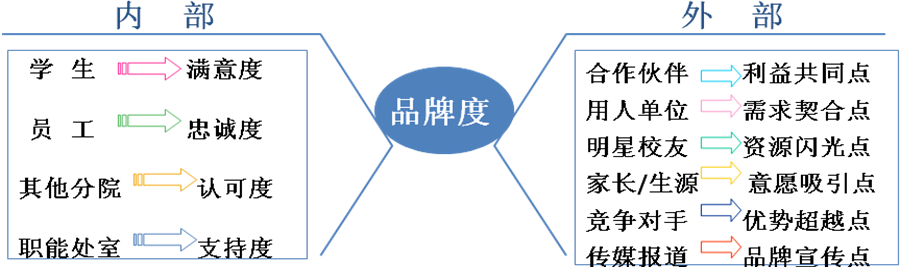 内 部
学 生 满意度
员 工 忠诚度
其他分院 认可度
职能处室 支持度
品牌度
外 部
合作伙伴 利益共同点
用人单位 需求契合点
明星校友 资源闪光点
家长/生源 意愿吸引点
竞争对手 优势超越点
传媒报道 品牌宣传点